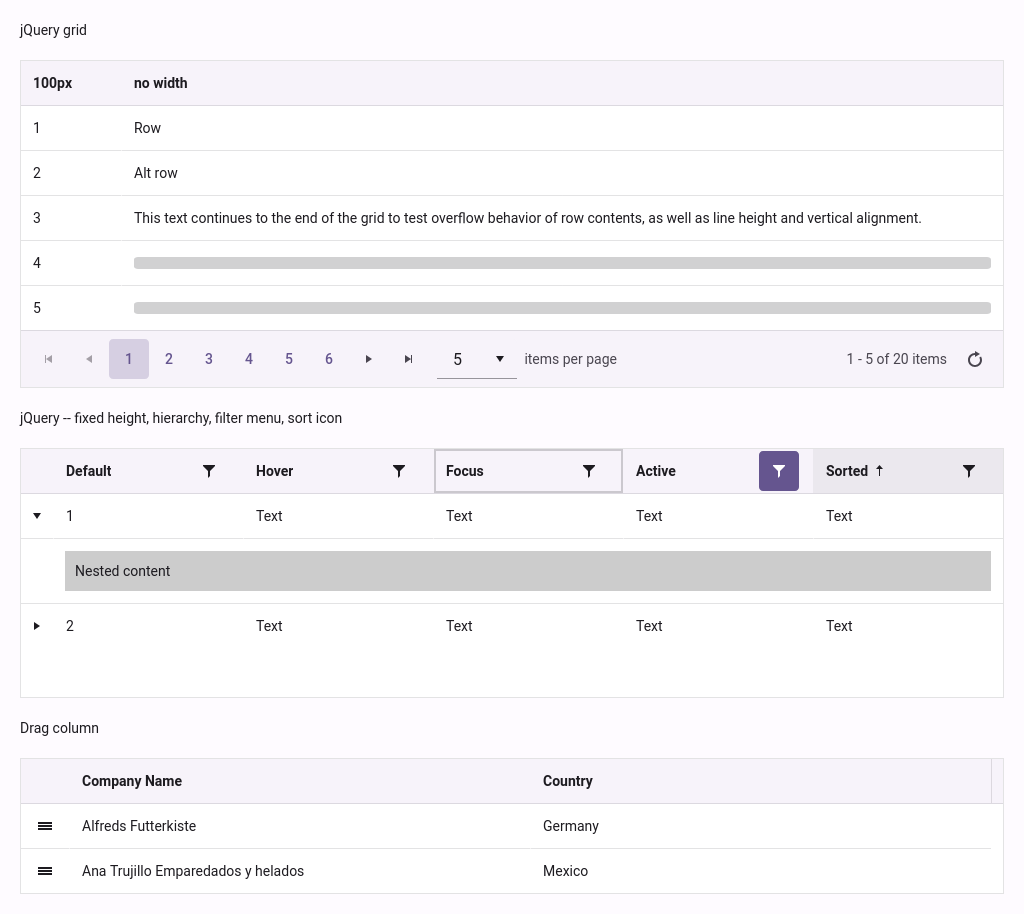 jQuery grid
100px no width
1 Row
2 Alt row
3 This text continues to the end of the grid to test overflow behavior of row contents, as well as line height and vertical alignment.
4
5
1 2 3 4 5 6 5 items per page 1 - 5 of 20 items
jQuery -- fixed height, hierarchy, filter menu, sort icon
Default Hover Focus Active Sorted
1 Text Text Text Text
Nested content
2 Text Text Text Text
Drag column
Company Name Country
Alfreds Futterkiste Germany
Ana Trujillo Emparedados y helados Mexico